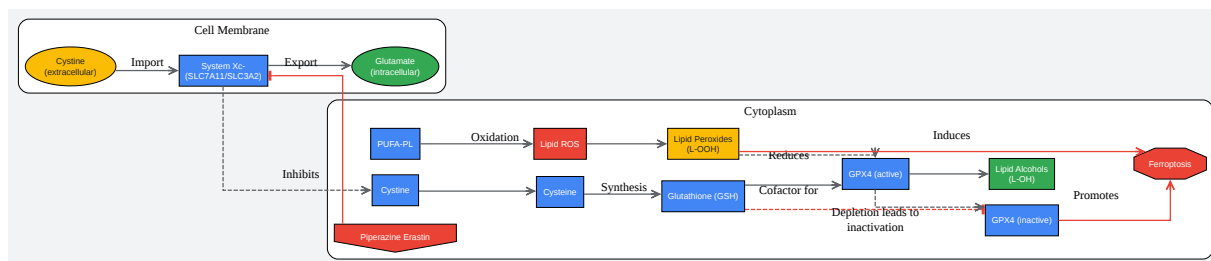 Cell Membrane
Cystine
(extracellular)
Import
System Xc-
(SLC7A11/SLC3A2)
Export
Glutamate
(intracellular)
Cytoplasm
PUFA-PL
Oxidation
Lipid ROS
Lipid Peroxides
(L-OOH)
Induces
Reduces
Ferroptosis
Inhibits
Cystine
Cysteine
Synthesis
Glutathione (GSH)
Cofactor for
GPX4 (active)
Lipid Alcohols
(L-OH)
Promotes
Depletion leads to
inactivation
GPX4 (inactive)
Piperazine Erastin